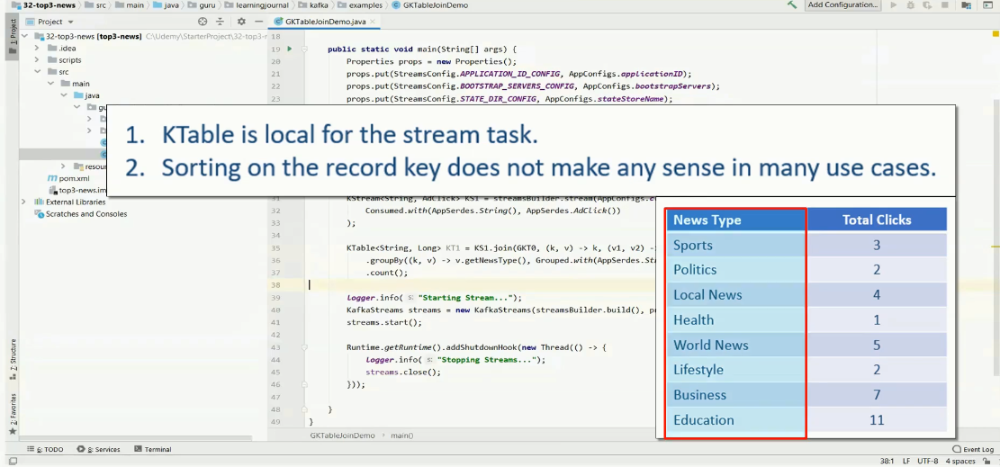 32-top3-news src main java guru learningjournal kafka examples GKTableJoinDemo Add Configuration...
Project GKTableJoinDemo.java
1: Project
32-top3-news [top3-news] C:\Udemy\StarterProject\32-top3-
.idea
scripts
src
main
java
gu
resour
pom.xml
top3-news.im
External Libraries
Scratches and Consoles
18
19 public static void main(String[] args) {
20 Properties props = new Properties();
21 props.put(StreamsConfig.APPLICATION_ID_CONFIG, AppConfigs.applicationID);
22 props.put(StreamsConfig.BOOTSTRAP_SERVERS_CONFIG, AppConfigs.bootstrapServers);
23 props.put(StreamsConfig.STATE_DIR_CONFIG, AppConfigs.stateStoreName);
1. KTable is local for the stream task.
2. Sorting on the record key does not make any sense in many use cases.
31 KStream<String, AdClick> KS1 = streamsBuilder.stream(AppConfigs.c
32 Consumed.with(AppSerdes.String(), AppSerdes.AdClick())
33 );
34
35 KTable<String, Long> KT1 = KS1.join(GKT0, (k, v) -> k, (v1, v2) -
36 .groupBy((k, v) -> v.getNewsType(), Grouped.with(AppSerdes.St
37 .count();
38
39 Logger.info( s: "Starting Stream...");
40 KafkaStreams streams = new KafkaStreams(streamsBuilder.build(), p
41 streams.start();
42
43 Runtime.getRuntime().addShutdownHook(new Thread(() -> {
44 Logger.info( s: "Stopping Streams...");
45 streams.close();
46 }));
47
48 }
49 }
News Type Total Clicks
Sports 3
Politics 2
Local News 4
Health 1
World News 5
Lifestyle 2
Business 7
Education 11
Z: Structure
2: Favorites
GKTableJoinDemo main()
6: TODO 8: Services Terminal Event Log
38:1 LF UTF-8 4 spaces